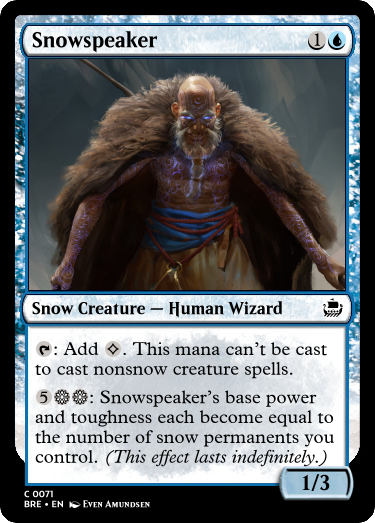 Snowspeaker 1
Snow Creature — Human Wizard
: Add . This mana can't be cast
to cast nonsnow creature spells.
5 : Snowspeaker's base power
and toughness each become equal to
the number of snow permanents you
control. (This effect lasts indefinitely.)
1/3
C 0071
BRE • EN Even Amundsen